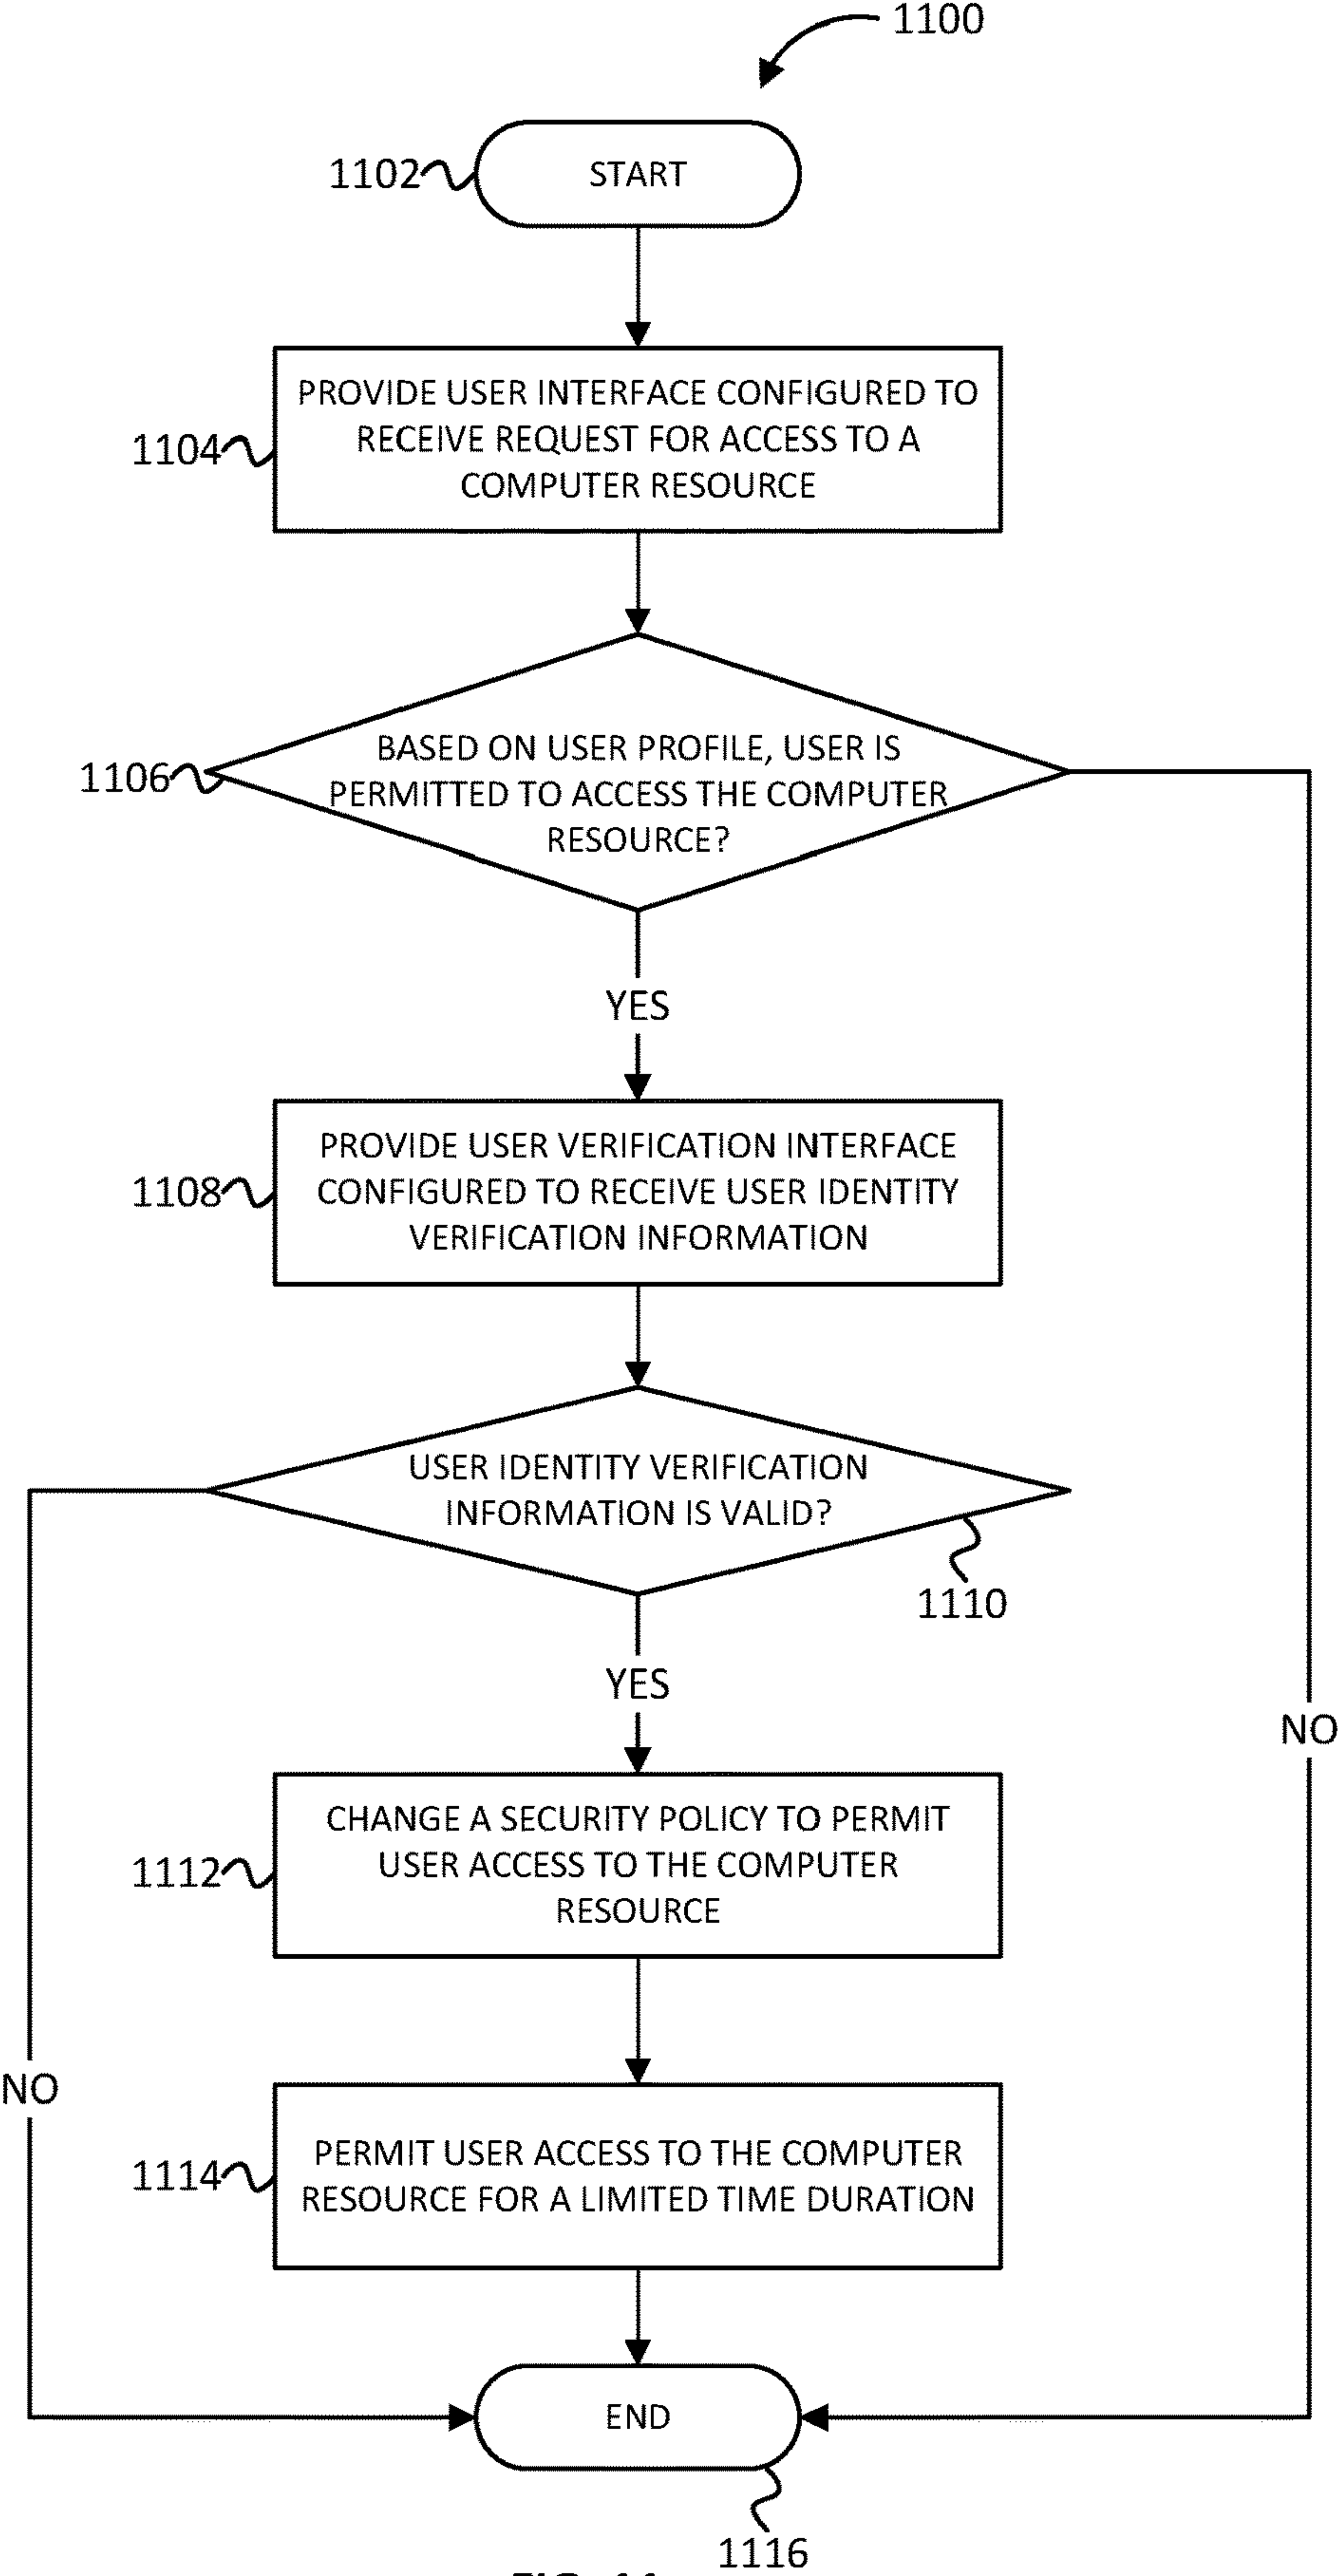 1100
1102
START
PROVIDE USER INTERFACE CONFIGURED TO
RECEIVE REQUEST FOR ACCESS TO A
COMPUTER RESOURCE
1104
BASED ON USER PROFILE, USER IS
PERMITTED TO ACCESS THE COMPUTER
RESOURCE?
1106
YES
PROVIDE USER VERIFICATION INTERFACE
CONFIGURED TO RECEIVE USER IDENTITY
VERIFICATION INFORMATION
1108
USER IDENTITY VERIFICATION
INFORMATION IS VALID?
1110
YES
NO
CHANGE A SECURITY POLICY TO PERMIT
USER ACCESS TO THE COMPUTER
RESOURCE
1112
NO
PERMIT USER ACCESS TO THE COMPUTER
RESOURCE FOR A LIMITED TIME DURATION
1114
END
1116